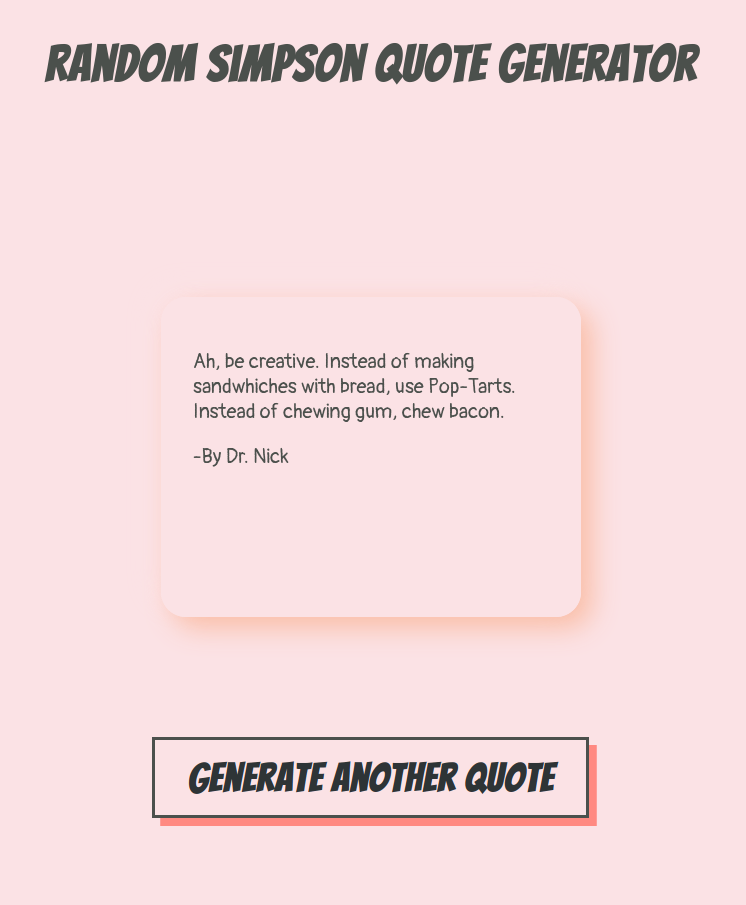 RANDOM SIMPSON QUOTE GENERATOR
Ah, be creative. Instead of making
sandwhiches with bread, use Pop-Tarts.
Instead of chewing gum, chew bacon.
-By Dr. Nick
GENERATE ANOTHER QUOTE